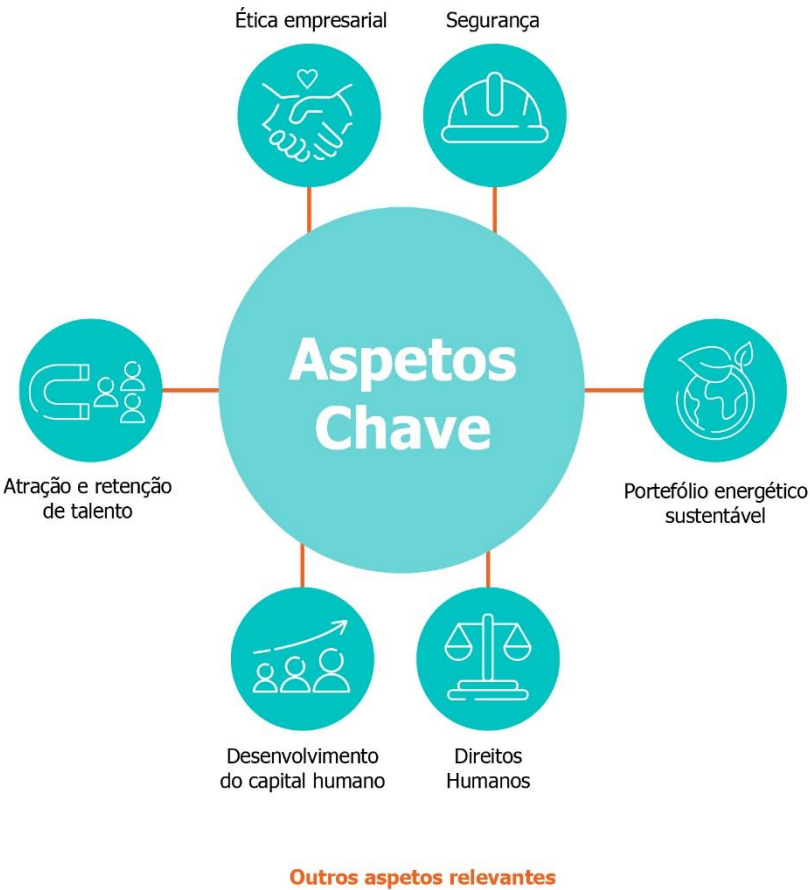 Ética empresarial
Segurança
Aspetos
Chave
Atração e retenção
de talento
Portefólio energético
sustentável
Desenvolvimento
do capital humano
Direitos
Humanos
Outros aspetos relevantes